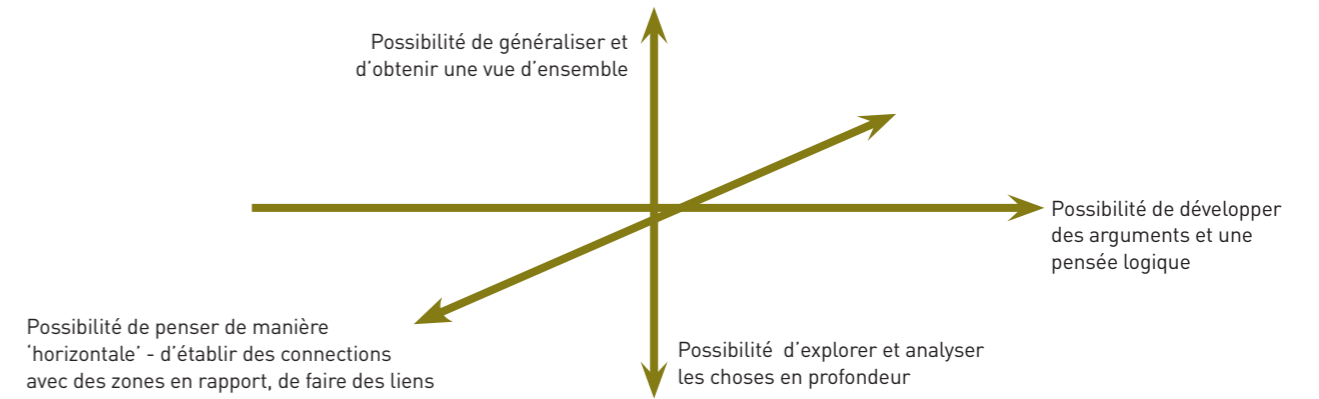 Possibilité de généraliser et
d'obtenir une vue d'ensemble
Possibilité de développer
des arguments et une
pensée logique
Possibilité de penser de manière
'horizontale' - d'établir des connections
avec des zones en rapport, de faire des liens
Possibilité d'explorer et analyser
les choses en profondeur